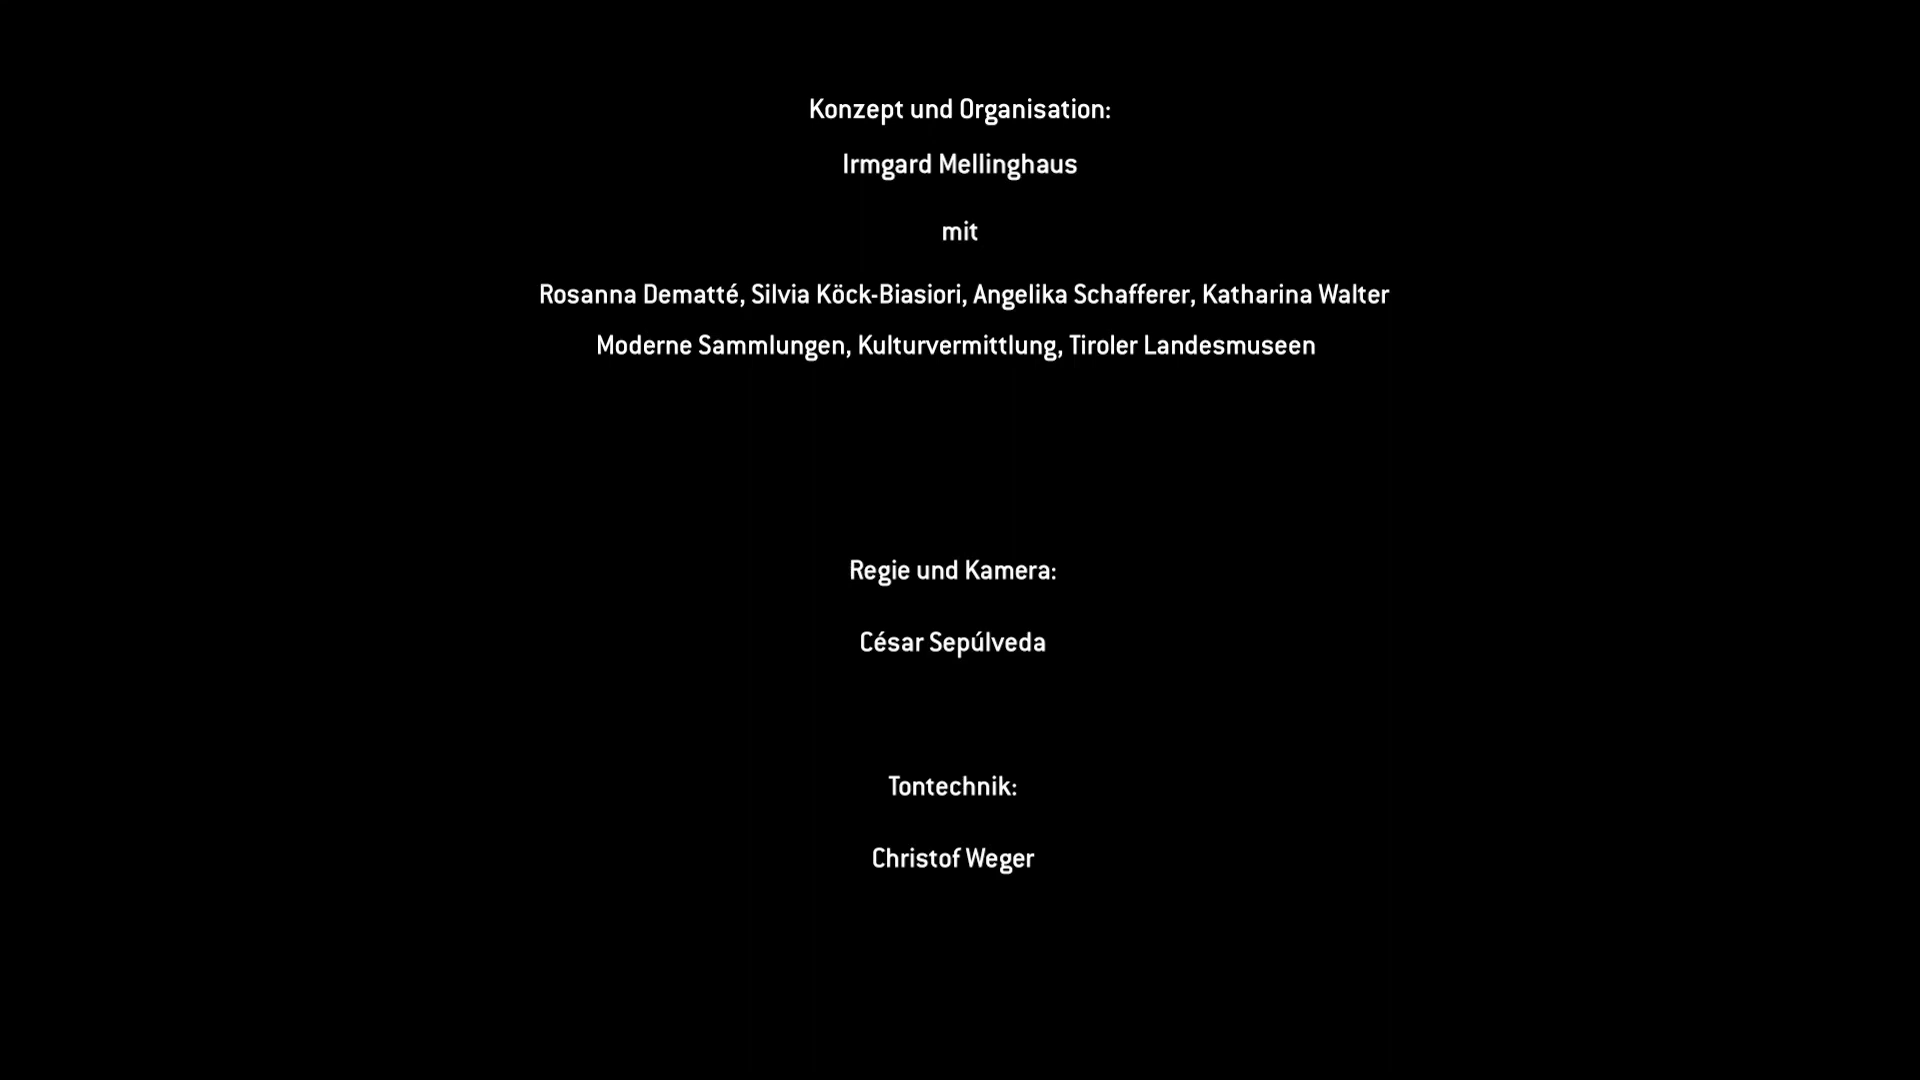 Konzept und Organisation:
Irmgard Mellinghaus
mit
Rosanna Dematté, Silvia Köck-Biasiori, Angelika Schafferer, Katharina Walter
Moderne Sammlungen, Kulturvermittlung, Tiroler Landesmuseen
Regie und Kamera:
César Sepúlveda
Tontechnik:
Christof Weger